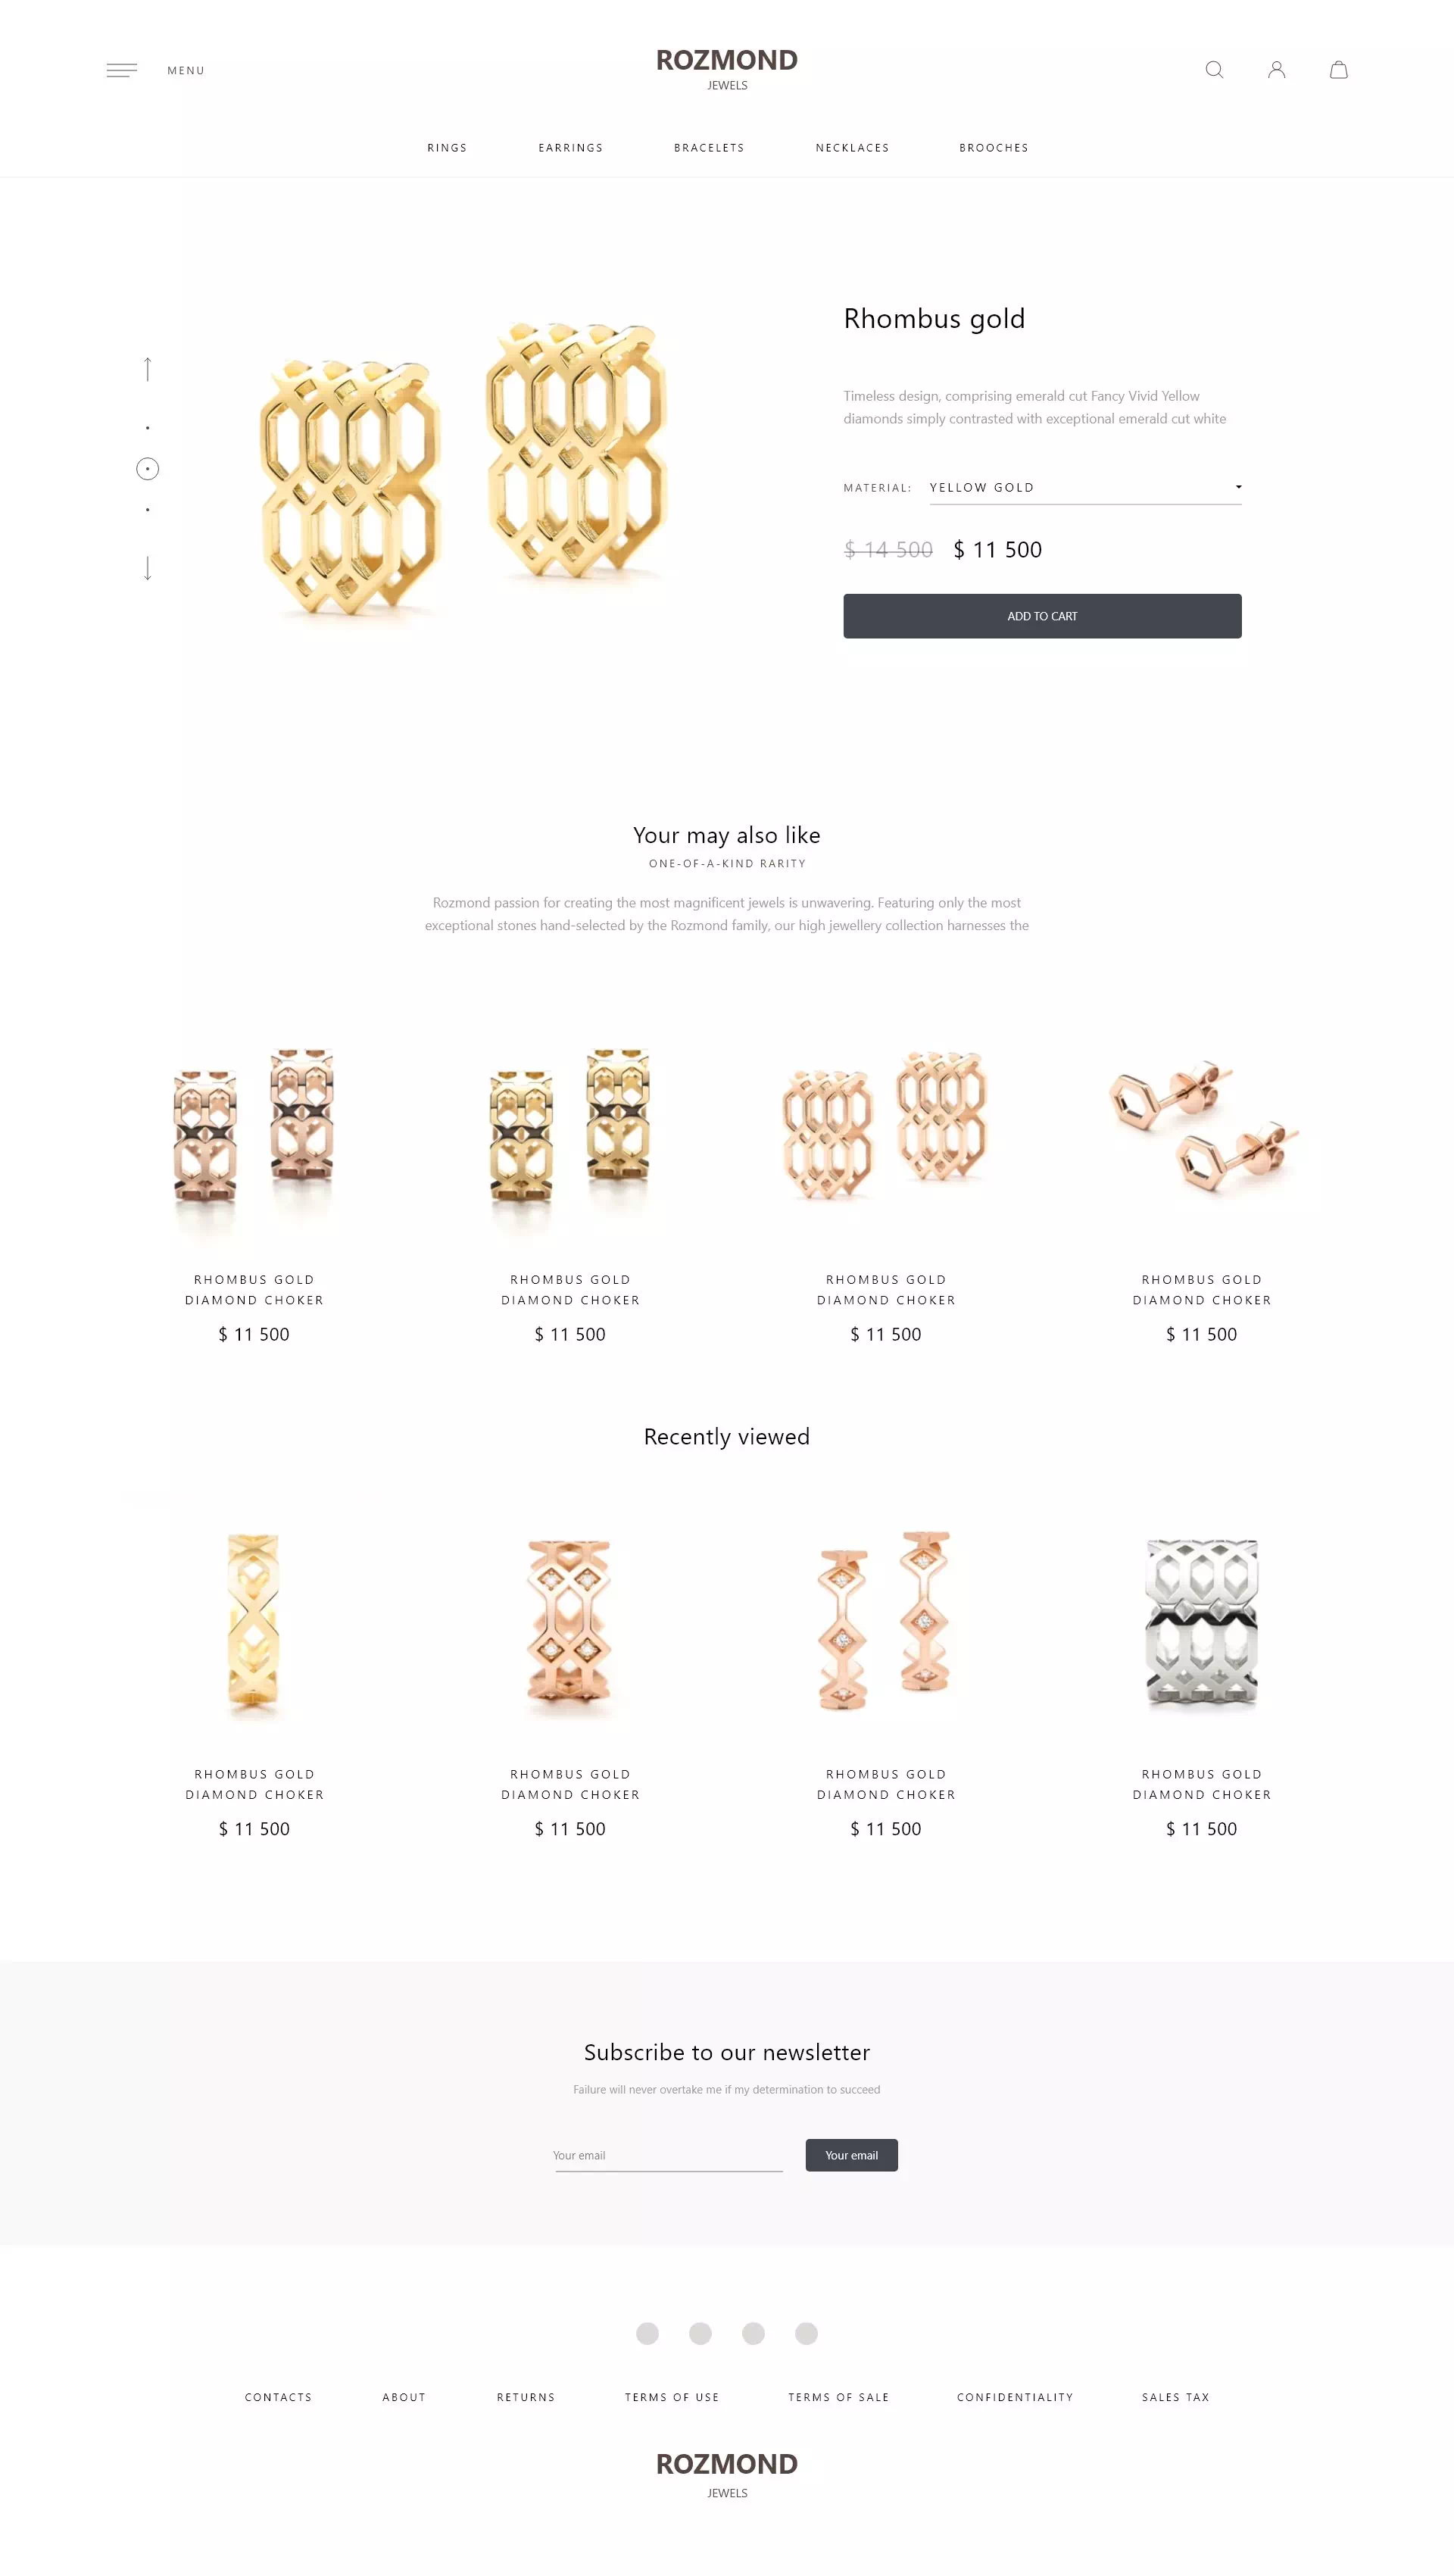 MENU
ROZMOND
JEWELS
RINGS
EARRINGS
BRACELETS
NECKLACES
BROOCHES
Rhombus gold
Timeless design, comprising emerald cut Fancy Vivid Yellow
diamonds simply contrasted with exceptional emerald cut white
MATERIAL: YELLOW GOLD
$ 14 500 $ 11 500
ADD TO CART
Your may also like
ONE-OF-A-KIND RARITY
Rozmond passion for creating the most magnificent jewels is unwavering. Featuring only the most
exceptional stones hand-selected by the Rozmond family, our high jewellery collection harnesses the
RHOMBUS GOLD
DIAMOND CHOKER
$ 11 500
RHOMBUS GOLD
DIAMOND CHOKER
$ 11 500
RHOMBUS GOLD
DIAMOND CHOKER
$ 11 500
RHOMBUS GOLD
DIAMOND CHOKER
$ 11 500
Recently viewed
RHOMBUS GOLD
DIAMOND CHOKER
$ 11 500
RHOMBUS GOLD
DIAMOND CHOKER
$ 11 500
RHOMBUS GOLD
DIAMOND CHOKER
$ 11 500
RHOMBUS GOLD
DIAMOND CHOKER
$ 11 500
Subscribe to our newsletter
Failure will never overtake me if my determination to succeed
Your email
Your email
CONTACTS
ABOUT
RETURNS
TERMS OF USE
TERMS OF SALE
CONFIDENTIALITY
SALES TAX
ROZMOND
JEWELS